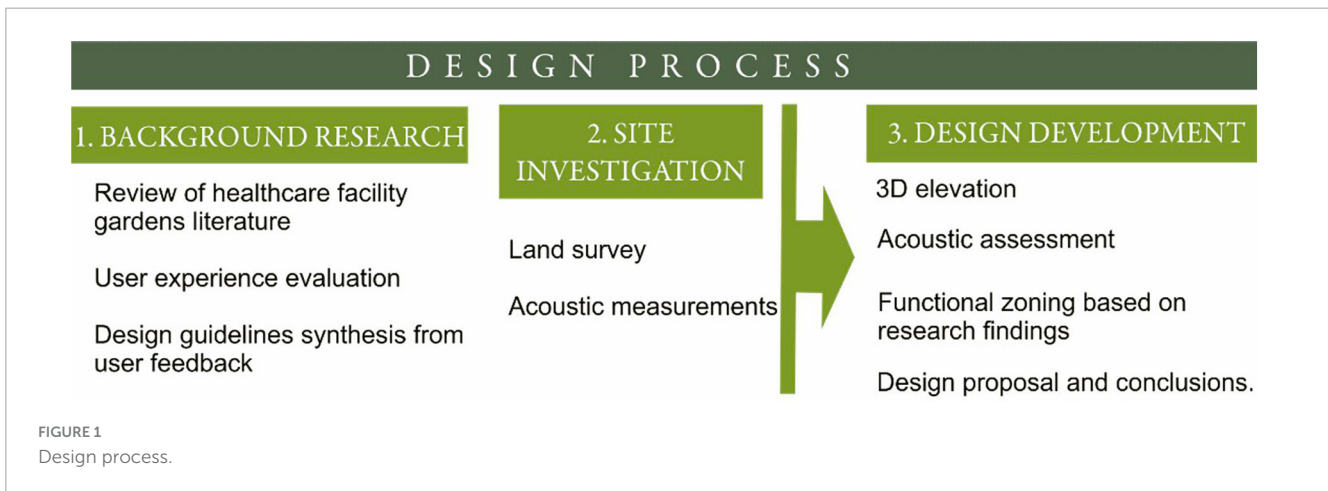 DESIGN PROCESS
1. BACKGROUND RESEARCH
Review of healthcare facility
gardens literature
User experience evaluation
Design guidelines synthesis from
user feedback
2. SITE
INVESTIGATION
Land survey
Acoustic measurements
3. DESIGN DEVELOPMENT
3D elevation
Acoustic assessment
Functional zoning based on
research findings
Design proposal and conclusions.
FIGURE 1
Design process.